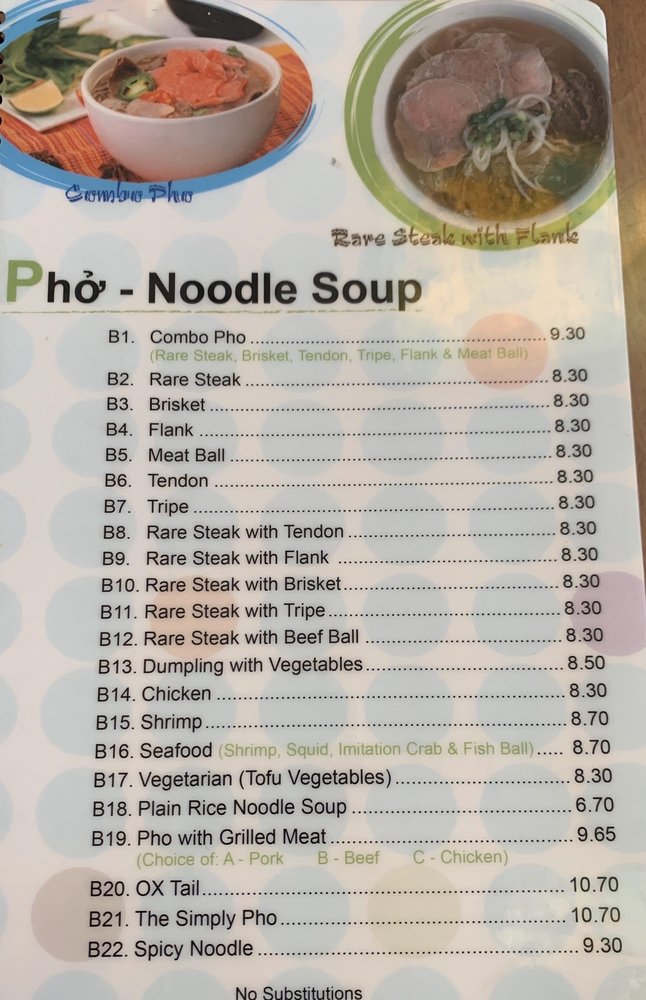 Combo Pho
Rare Steak with Flank
Phở - Noodle Soup
B1. Combo Pho ........ 9.30
(Rare Steak, Brisket, Tendon, Tripe, Flank & Meat Ball)
B2. Rare Steak ........ 8.30
B3. Brisket ........ 8.30
B4. Flank ........ 8.30
B5. Meat Ball ........ 8.30
B6. Tendon ........ 8.30
B7. Tripe ........ 8.30
B8. Rare Steak with Tendon ........ 8.30
B9. Rare Steak with Flank ........ 8.30
B10. Rare Steak with Brisket ........ 8.30
B11. Rare Steak with Tripe ........ 8.30
B12. Rare Steak with Beef Ball ........ 8.30
B13. Dumpling with Vegetables ........ 8.50
B14. Chicken ........ 8.30
B15. Shrimp ........ 8.70
B16. Seafood (Shrimp, Squid, Imitation Crab & Fish Ball) ..... 8.70
B17. Vegetarian (Tofu Vegetables) ........ 8.30
B18. Plain Rice Noodle Soup ........ 6.70
B19. Pho with Grilled Meat ........ 9.65
(Choice of: A - Pork B - Beef C - Chicken)
B20. OX Tail ........ 10.70
B21. The Simply Pho ........ 10.70
B22. Spicy Noodle ........ 9.30
No Substitutions